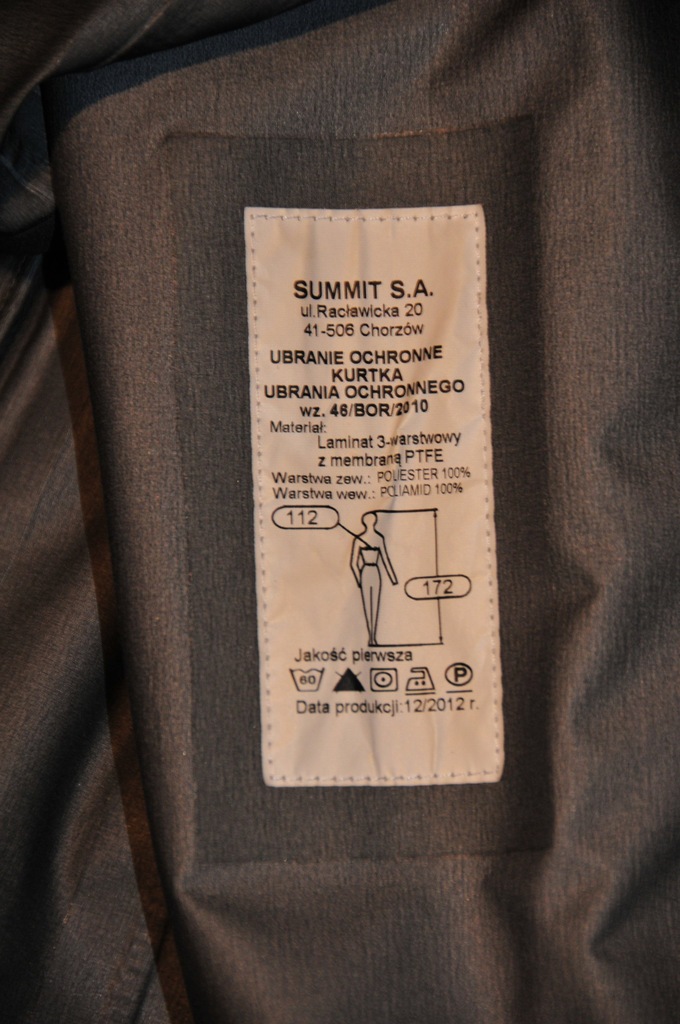 SUMMIT S.A.
ul.Racławicka 20
41-506 Chorzów
UBRANIE OCHRONNE
KURTKA
UBRANIA OCHRONNEGO
wz. 46/BOR/2010
Materiał:
Laminat 3-warstwowy
z membraną PTFE
Warstwa zew.: POLIESTER 100%
Warstwa wew.: POLIAMID 100%
112
172
Jakość pierwsza
60 P
Data produkcji:12/2012 r.